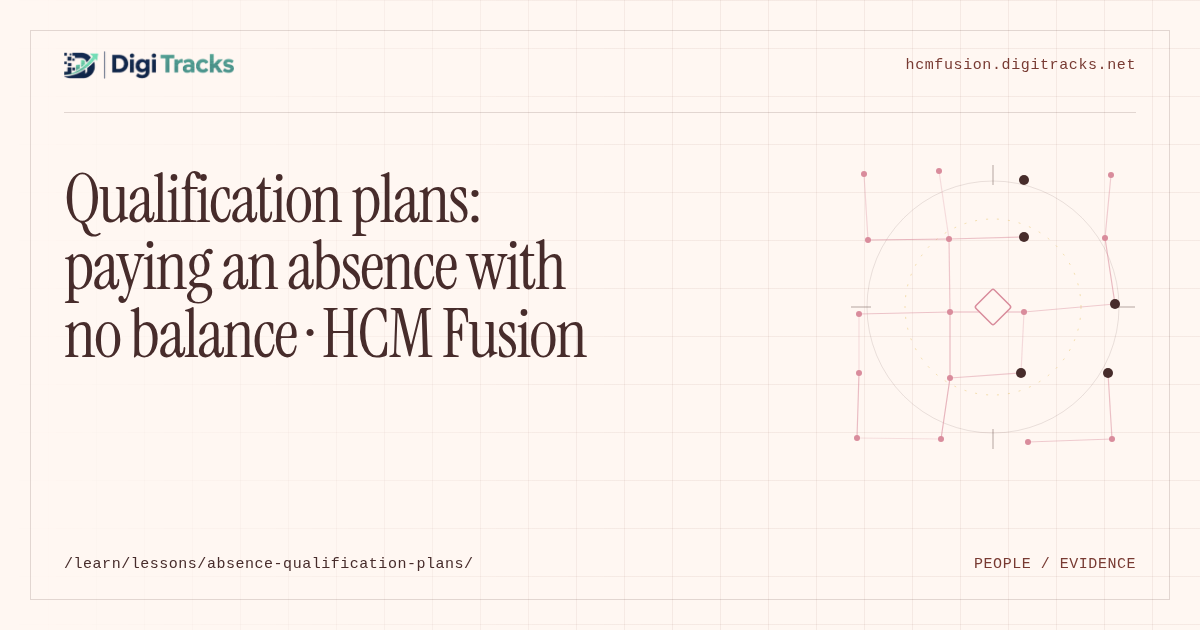 Digi Tracks
hcmfusion.digitracks.net
Qualification plans:
paying an absence with
no balance · HCM Fusion
/learn/lessons/absence-qualification-plans/
PEOPLE / EVIDENCE